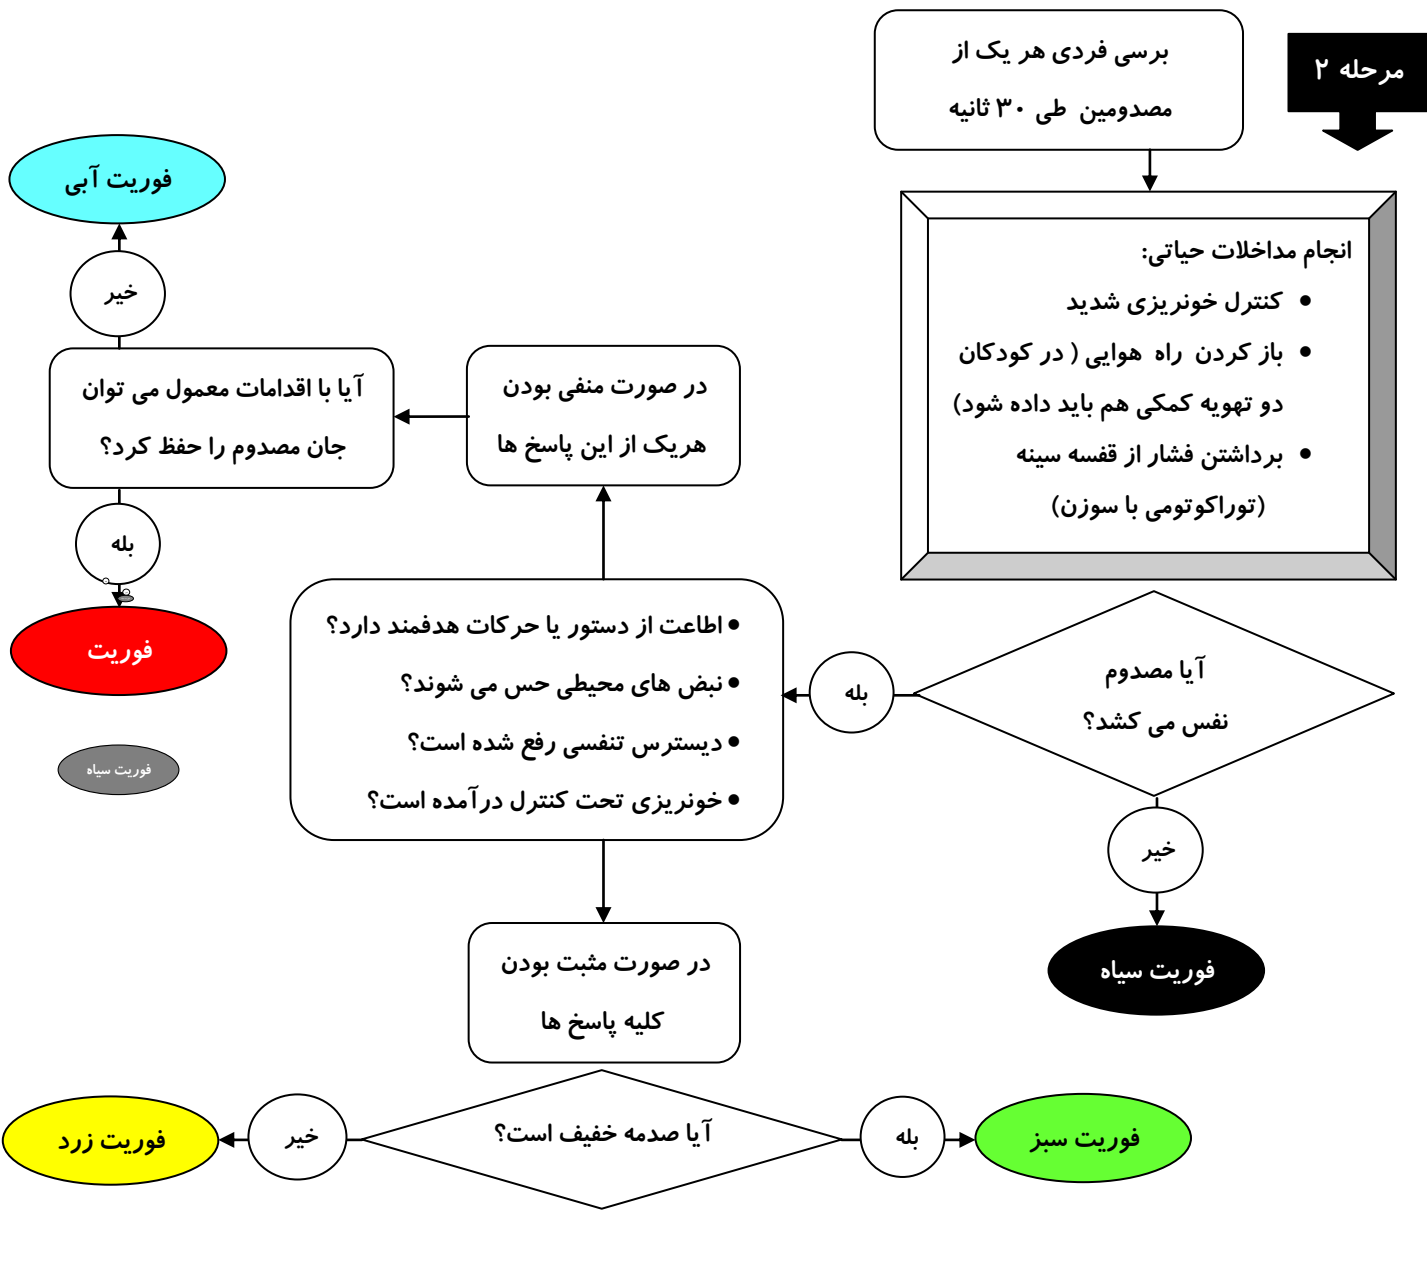 مرحله ۲
برسی فردی هر یک از
مصدومین طی ۳۰ ثانیه
انجام مداخلات حیاتی:
• کنترل خونریزی شدید
• باز کردن راه هوایی ( در کودکان
دو تهویه کمکی هم باید داده شود)
• برداشتن فشار از قفسه سینه
(توراکوتومی با سوزن)
آیا مصدوم
نفس می کشد؟
بله
خیر
فوریت سیاه
• اطاعت از دستور یا حرکات هدفمند دارد؟
• نبض های محیطی حس می شوند؟
• دیسترس تنفسی رفع شده است؟
• خونریزی تحت کنترل درآمده است؟
در صورت منفی بودن
هریک از این پاسخ ها
آیا با اقدامات معمول می توان
جان مصدوم را حفظ کرد؟
خیر
فوریت آبی
بله
فوریت
فوریت سیاه
در صورت مثبت بودن
کلیه پاسخ ها
آیا صدمه خفیف است؟
بله
فوریت سبز
خیر
فوریت زرد